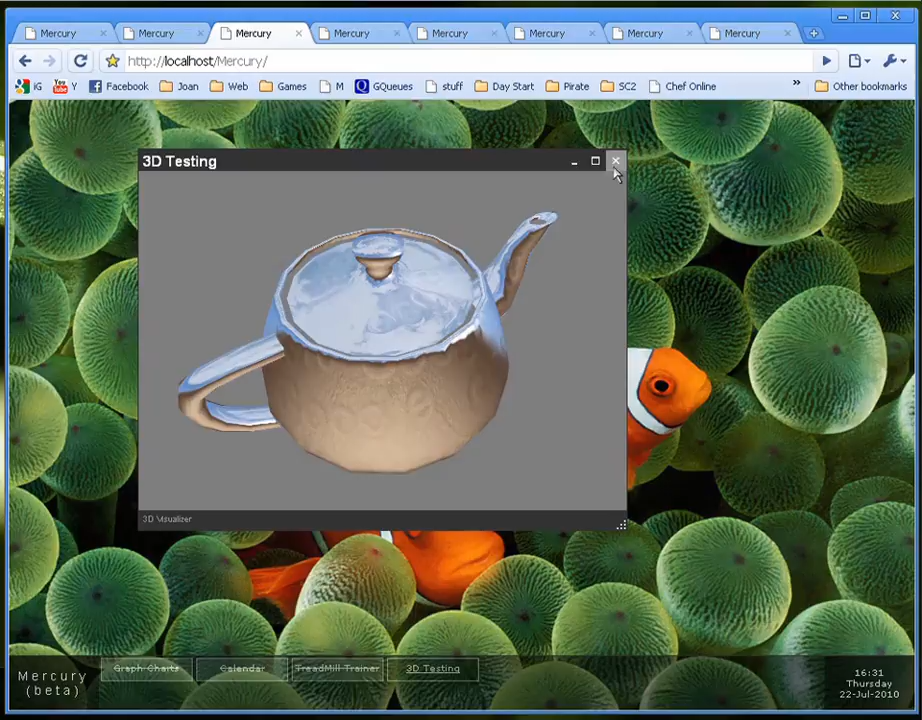 Mercury Mercury Mercury Mercury Mercury Mercury Mercury Mercury
http://localhost/Mercury/
iG Y Facebook Joan Web Games M GQueues stuff Day Start Pirate SC2 Chef Online » Other bookmarks
3D Testing
3D Visualizer
Graph Charts Calendar TreadMill Trainer 3D Testing
Mercury
(beta)
16:31
Thursday
22-Jul-2010